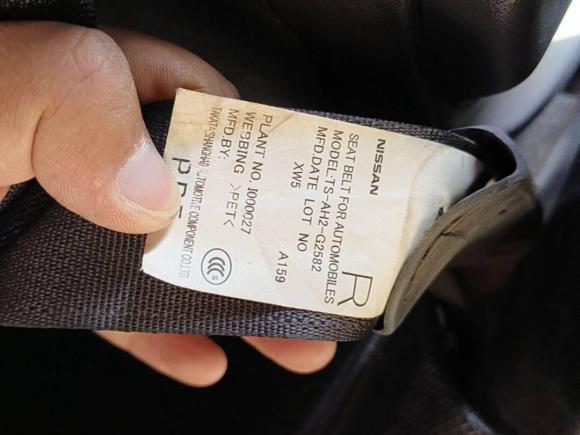 NISSAN
SEAT BELT FOR AUTOMOBILES
MODEL:TS-AH2-G2582
MFD.DATE LOT NO
XW5 A159
R
PLANT NO. I000027
WEBBING >PET<
MFD.BY:
TAKATA(SHANGHAI)AUTOMOTIVE COMPONENT CO.,LTD